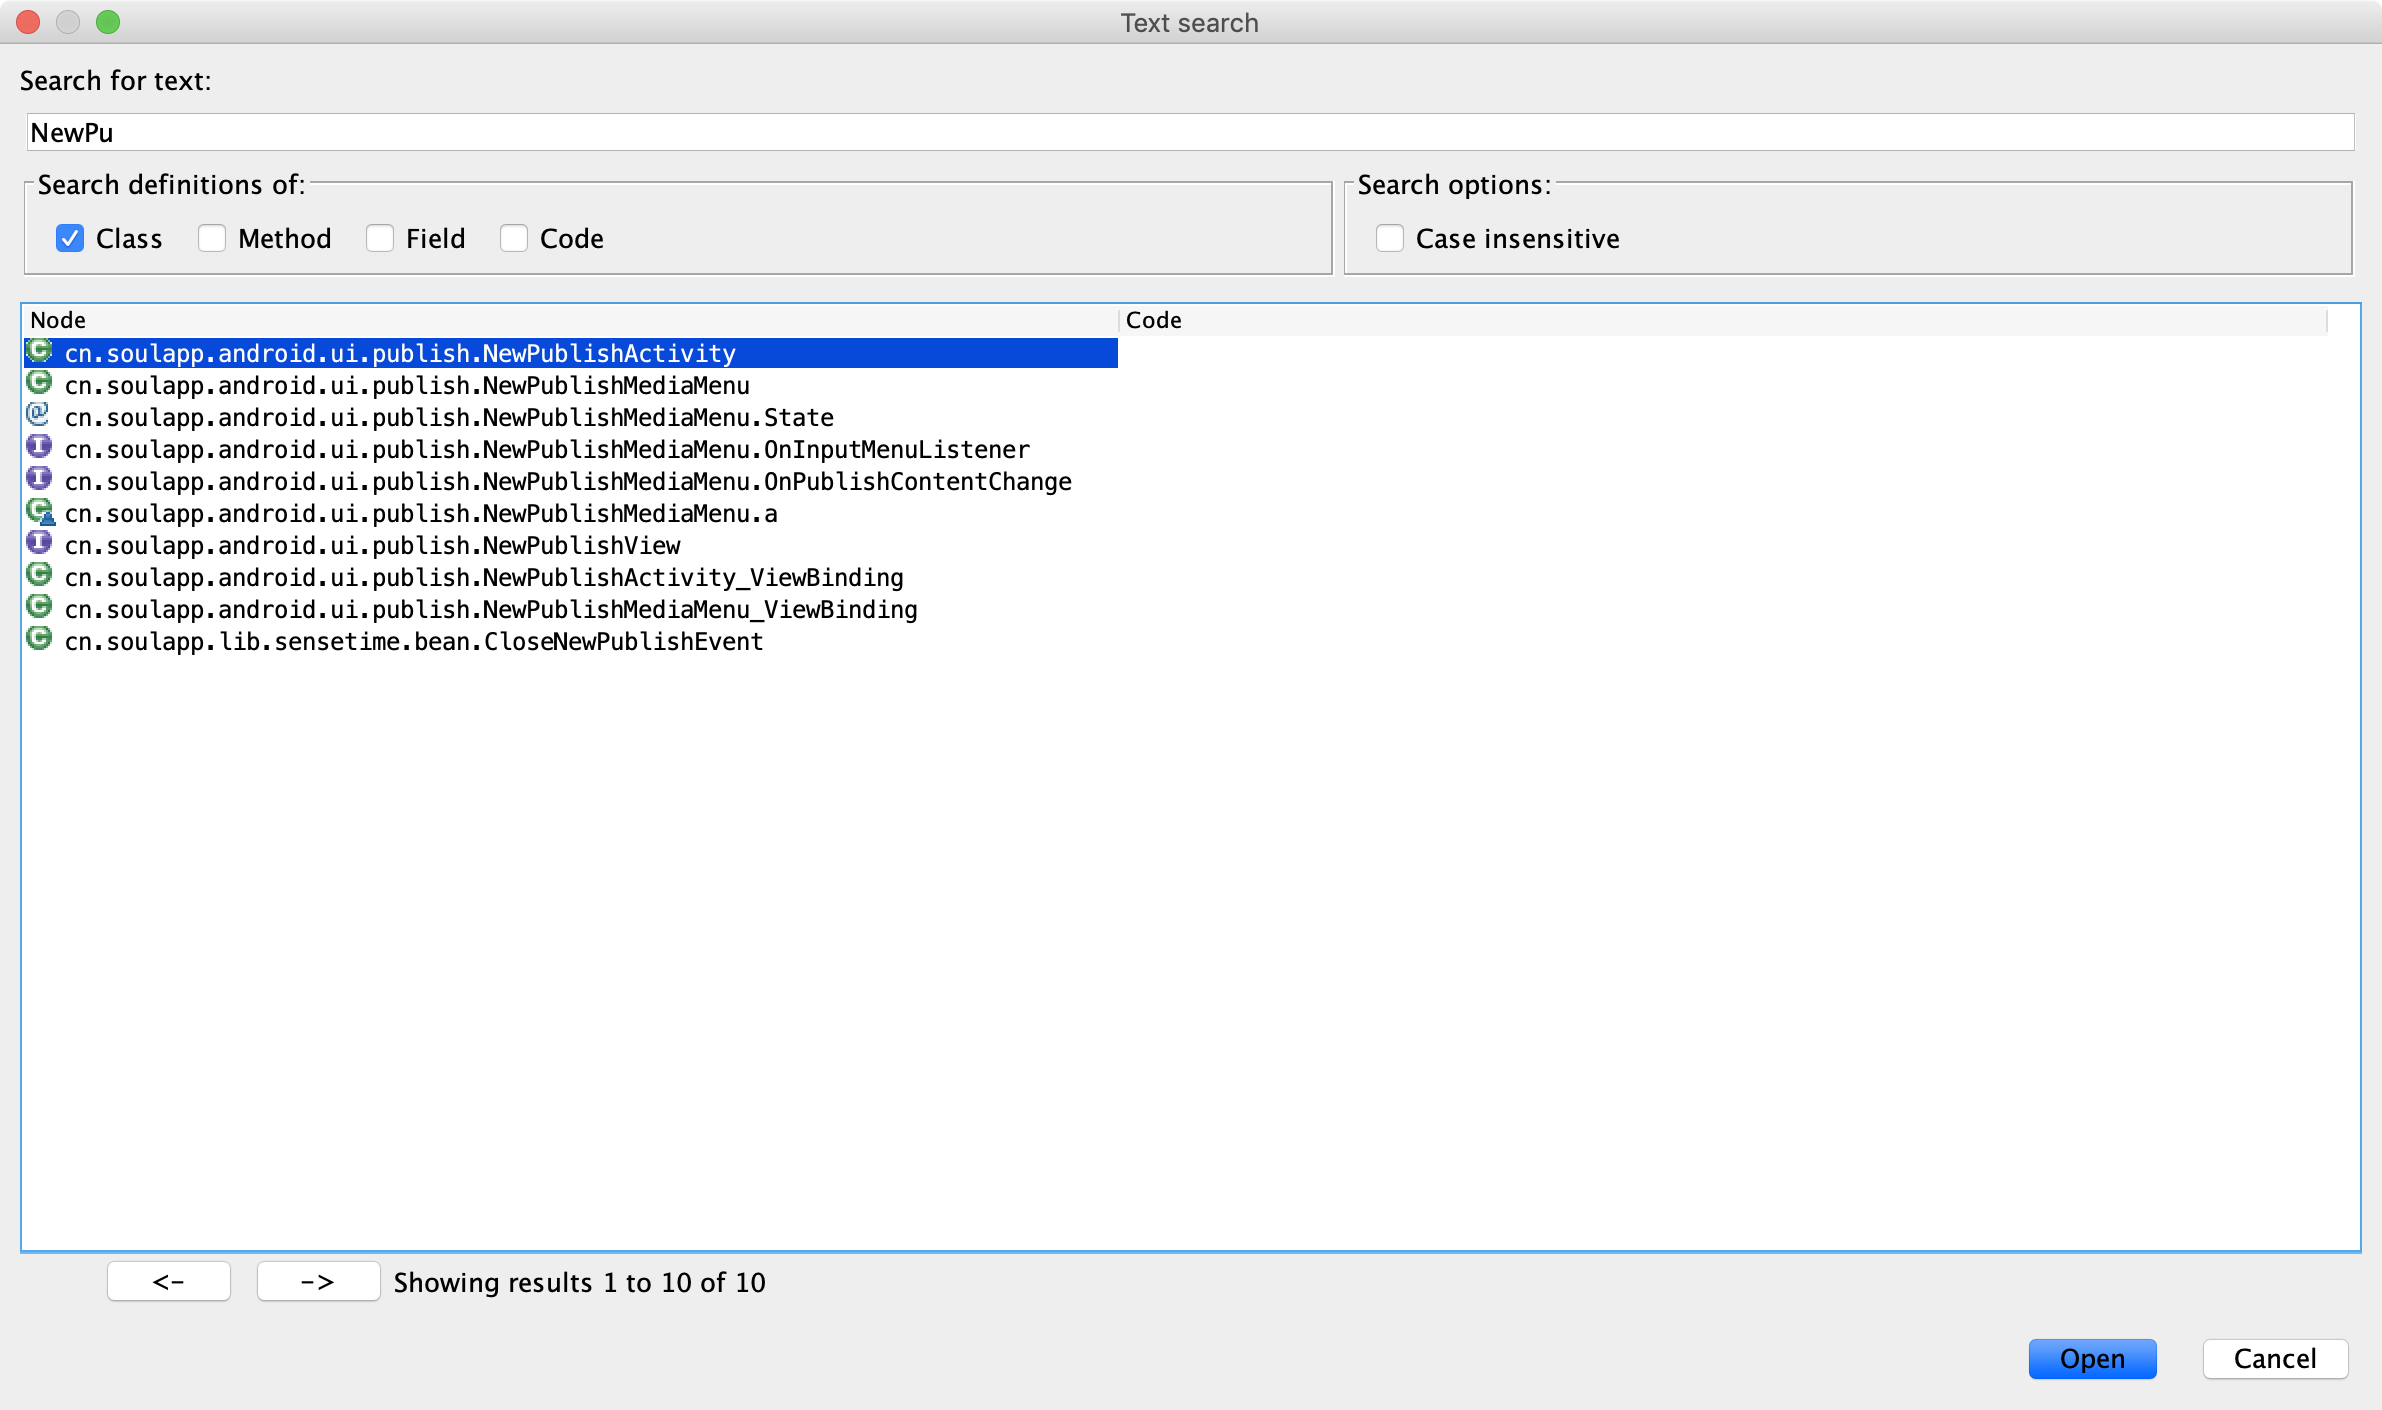 Text search
Search for text:
NewPu
Search definitions of:
Class Method Field Code
Search options:
Case insensitive
Node Code
cn.soulapp.android.ui.publish.NewPublishActivity
cn.soulapp.android.ui.publish.NewPublishMediaMenu
cn.soulapp.android.ui.publish.NewPublishMediaMenu.State
cn.soulapp.android.ui.publish.NewPublishMediaMenu.OnInputMenuListener
cn.soulapp.android.ui.publish.NewPublishMediaMenu.OnPublishContentChange
cn.soulapp.android.ui.publish.NewPublishMediaMenu.a
cn.soulapp.android.ui.publish.NewPublishView
cn.soulapp.android.ui.publish.NewPublishActivity_ViewBinding
cn.soulapp.android.ui.publish.NewPublishMediaMenu_ViewBinding
cn.soulapp.lib.sensetime.bean.CloseNewPublishEvent
<- -> Showing results 1 to 10 of 10
Open Cancel